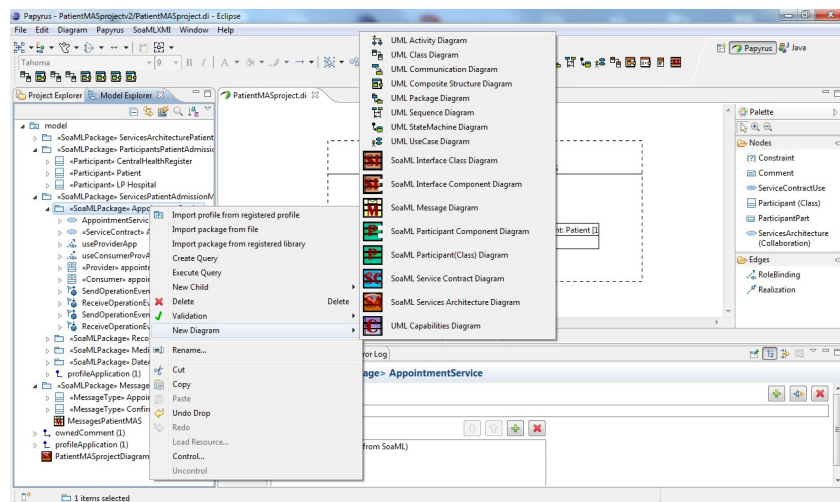 Papyrus - PatientMASprojectv2/PatientMASproject.di - Eclipse
File Edit Diagram Papyrus SoaMLXMI Window Help
Tahoma 9 B I A
Papyrus Java
Project Explorer Model Explorer
PatientMASproject.di
model
«SoaMLPackage» ServicesArchitecturePatient
«SoaMLPackage» ParticipantsPatientAdmissic
«Participant» CentralHealthRegister
«Participant» Patient
«Participant» LP Hospital
«SoaMLPackage» ServicesPatientAdmissionM
«SoaMLPackage»
AppointmentServic
«ServiceContract» A
useProviderApp
useConsumerProvA
«Provider» appointr
«Consumer» appoir
SendOperationEven
ReceiveOperationEv
SendOperationEven
ReceiveOperationEv
«SoaMLPackage» Reco
«SoaMLPackage» Medi
«SoaMLPackage» Date
profileApplication (1)
«SoaMLPackage» Message
«MessageType» Appoir
«MessageType» Confir
MessagesPatientMAS
ownedComment (1)
profileApplication (1)
PatientMASprojectDiagram
Import profile from registered profile
Import package from file
Import package from registered library
Create Query
Execute Query
New Child
Delete Delete
Validation
New Diagram
Rename...
Cut
Copy
Paste
Undo Drop
Redo
Load Resource...
Control...
Uncontrol
UML Activity Diagram
UML Class Diagram
UML Communication Diagram
UML Composite Structure Diagram
UML Package Diagram
UML Sequence Diagram
UML StateMachine Diagram
UML UseCase Diagram
SoaML Interface Class Diagram
SoaML Interface Component Diagram
SoaML Message Diagram
SoaML Participant Component Diagram
SoaML Participant(Class) Diagram
SoaML Service Contract Diagram
SoaML Services Architecture Diagram
UML Capabilities Diagram
nt: Patient [1
Palette
Nodes
Constraint
Comment
ServiceContractUse
Participant (Class)
ParticipantPart
ServicesArchitecture
(Collaboration)
Edges
RoleBinding
Realization
ror Log
age> AppointmentService
from SoaML)
1 items selected